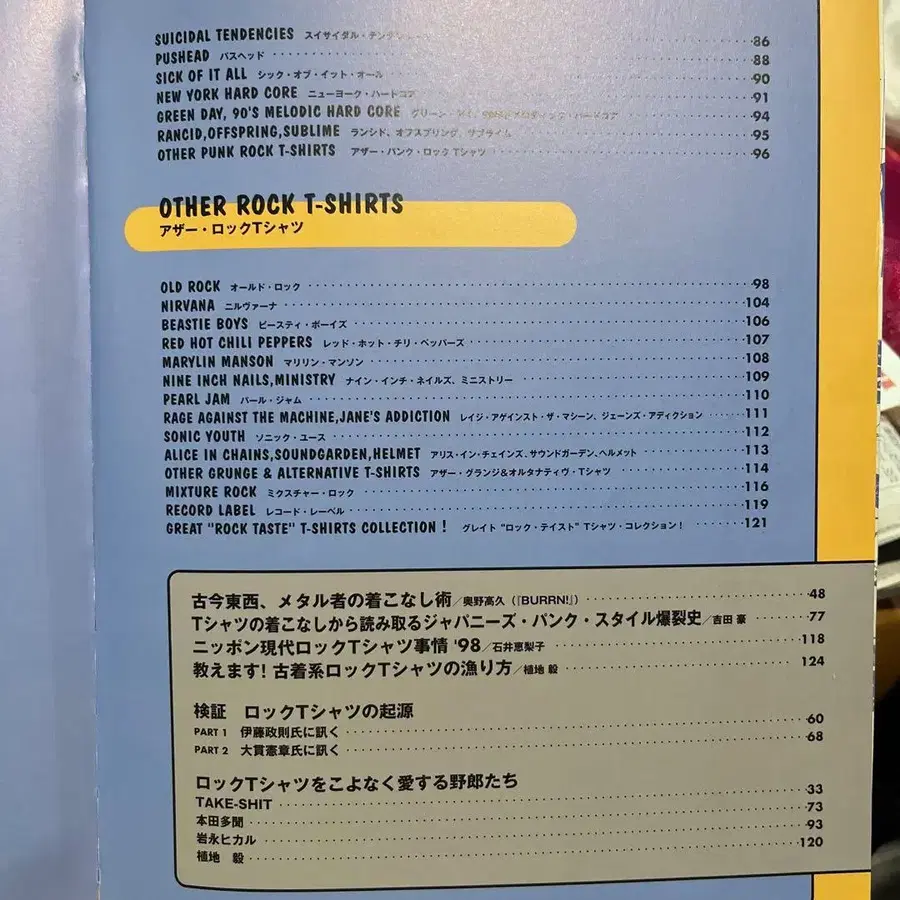 SUICIDAL TENDENCIES スイサイダル・テンデンシーズ 86
PUSHEAD パスヘッド 88
SICK OF IT ALL シック・オブ・イット・オール 90
NEW YORK HARD CORE ニューヨーク・ハードコア 91
GREEN DAY, 90'S MELODIC HARD CORE グリーン・デイ、 メロディック・ハードコア 94
RANCID,OFFSPRING,SUBLIME ランシド、オフスプリング、サブライム 95
OTHER PUNK ROCK T-SHIRTS アザー・パンク・ロックTシャツ 96
OTHER ROCK T-SHIRTS
アザー・ロックTシャツ
OLD ROCK オールド・ロック 98
NIRVANA ニルヴァーナ 104
BEASTIE BOYS ビースティ・ボーイズ 106
RED HOT CHILI PEPPERS レッド・ホット・チリ・ペッパーズ 107
MARYLIN MANSON マリリン・マンソン 108
NINE INCH NAILS,MINISTRY ナイン・インチ・ネイルズ、ミニストリー 109
PEARL JAM パール・ジャム 110
RAGE AGAINST THE MACHINE,JANE'S ADDICTION レイジ・アゲインスト・ザ・マシーン、ジェーンズ・アディクション 111
SONIC YOUTH ソニック・ユース 112
ALICE IN CHAINS,SOUNDGARDEN,HELMET アリス・イン・チェインズ、サウンドガーデン、ヘルメット 113
OTHER GRUNGE & ALTERNATIVE T-SHIRTS アザー・グランジ&オルタナティヴ・Tシャツ 114
MIXTURE ROCK ミクスチャー・ロック 116
RECORD LABEL レコード・レーベル 119
GREAT "ROCK TASTE" T-SHIRTS COLLECTION! グレイト"ロック・テイスト"Tシャツ・コレクション! 121
古今東西、メタル者の着こなし術/奥野高久(『BURRN!』) 48
Tシャツの着こなしから読み取るジャパニーズ・パンク・スタイル爆裂史/吉田 豪 77
ニッポン現代ロックTシャツ事情 '98/石井恵梨子 118
教えます! 古着系ロックTシャツの漁り方/植地 毅 124
検証 ロックTシャツの起源
PART 1 伊藤政則氏に訊く 60
PART 2 大貫憲章氏に訊く 68
ロックTシャツをこよなく愛する野郎たち
TAKE-SHIT 33
本田多聞 73
岩永ヒカル 93
植地 毅 120